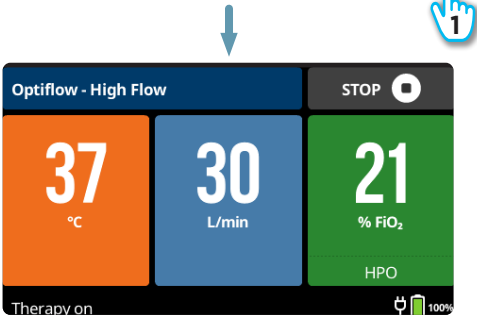 1
Optiflow - High Flow
STOP
37
30
21
°C
L/min
% FiO₂
HPO
Therapy on
100%